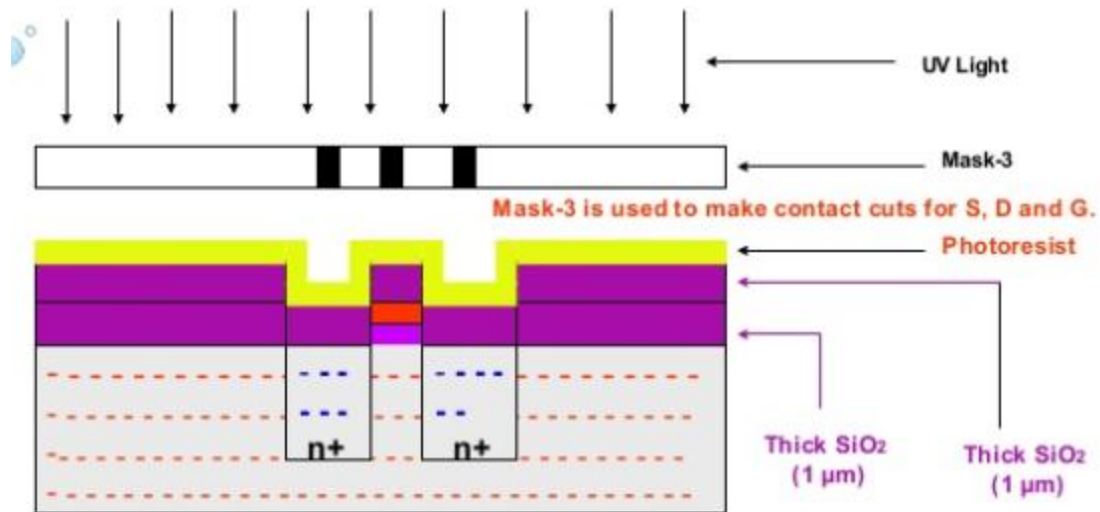 UV Light
Mask-3
Mask-3 is used to make contact cuts for S, D and G.
Photoresist
n+
n+
Thick SiO₂
(1 μm)
Thick SiO₂
(1 μm)